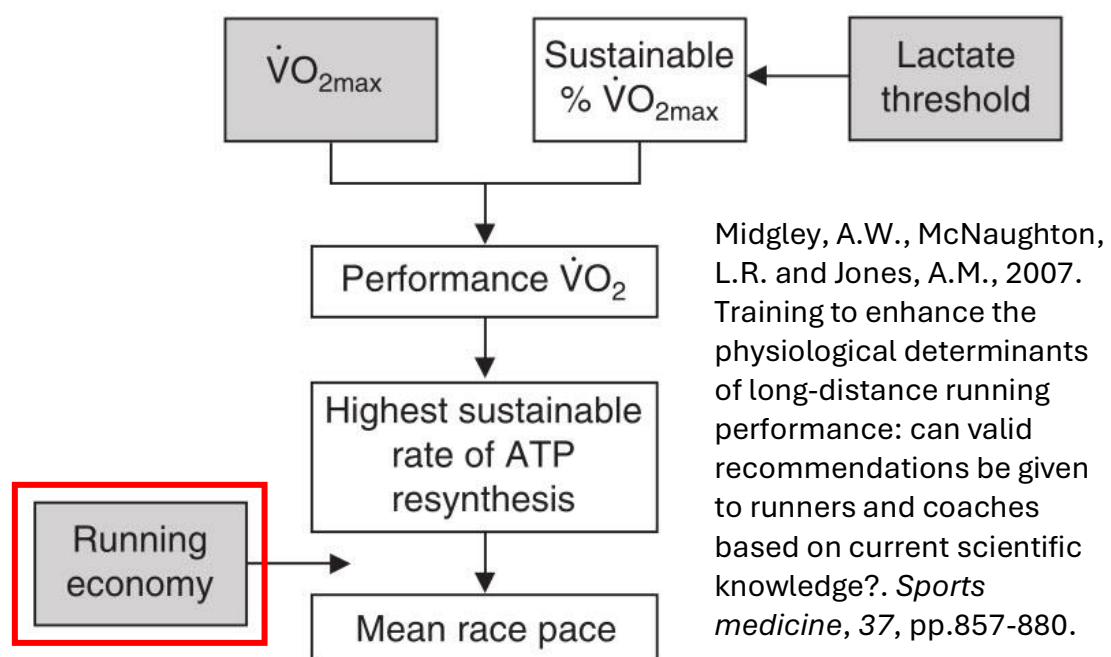 V̇O₂max
Sustainable
% V̇O₂max
Lactate
threshold
Performance V̇O₂
Highest sustainable
rate of ATP
resynthesis
Running
economy
Mean race pace
Midgley, A.W., McNaughton,
L.R. and Jones, A.M., 2007.
Training to enhance the
physiological determinants
of long-distance running
performance: can valid
recommendations be given
to runners and coaches
based on current scientific
knowledge?. Sports
medicine, 37, pp.857-880.